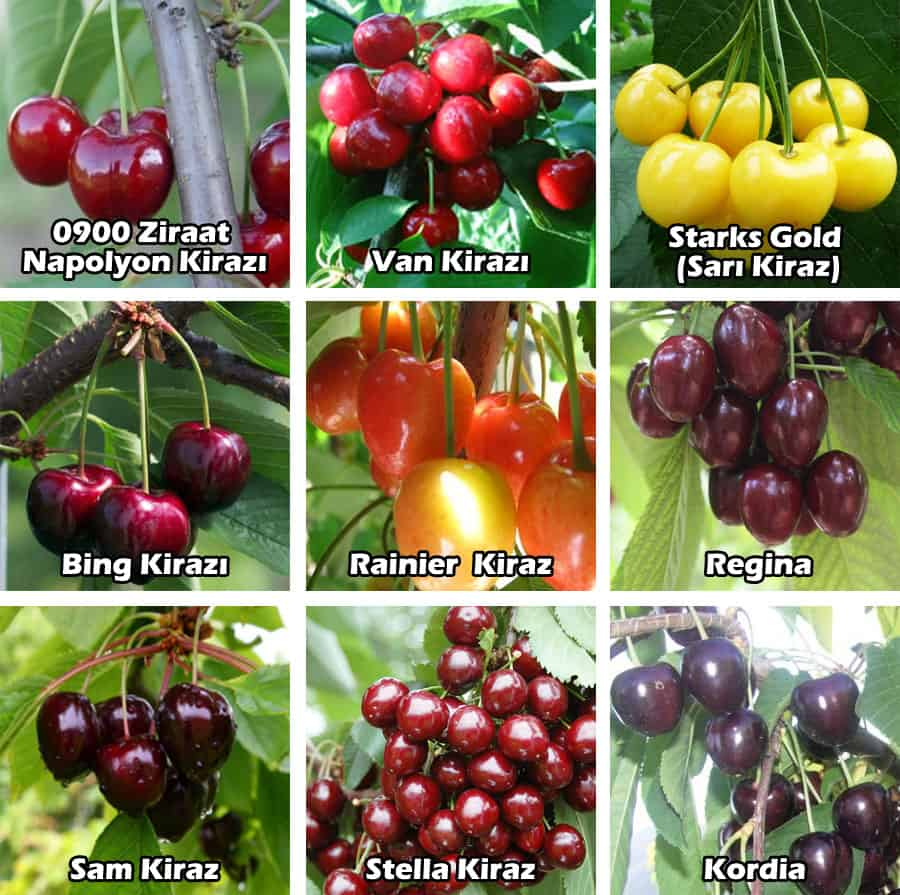 0900 Ziraat
Napolyon Kirazı
Van Kirazı
Starks Gold
(Sarı Kiraz)
Bing Kirazı
Rainier Kiraz
Regina
Sam Kiraz
Stella Kiraz
Kordia